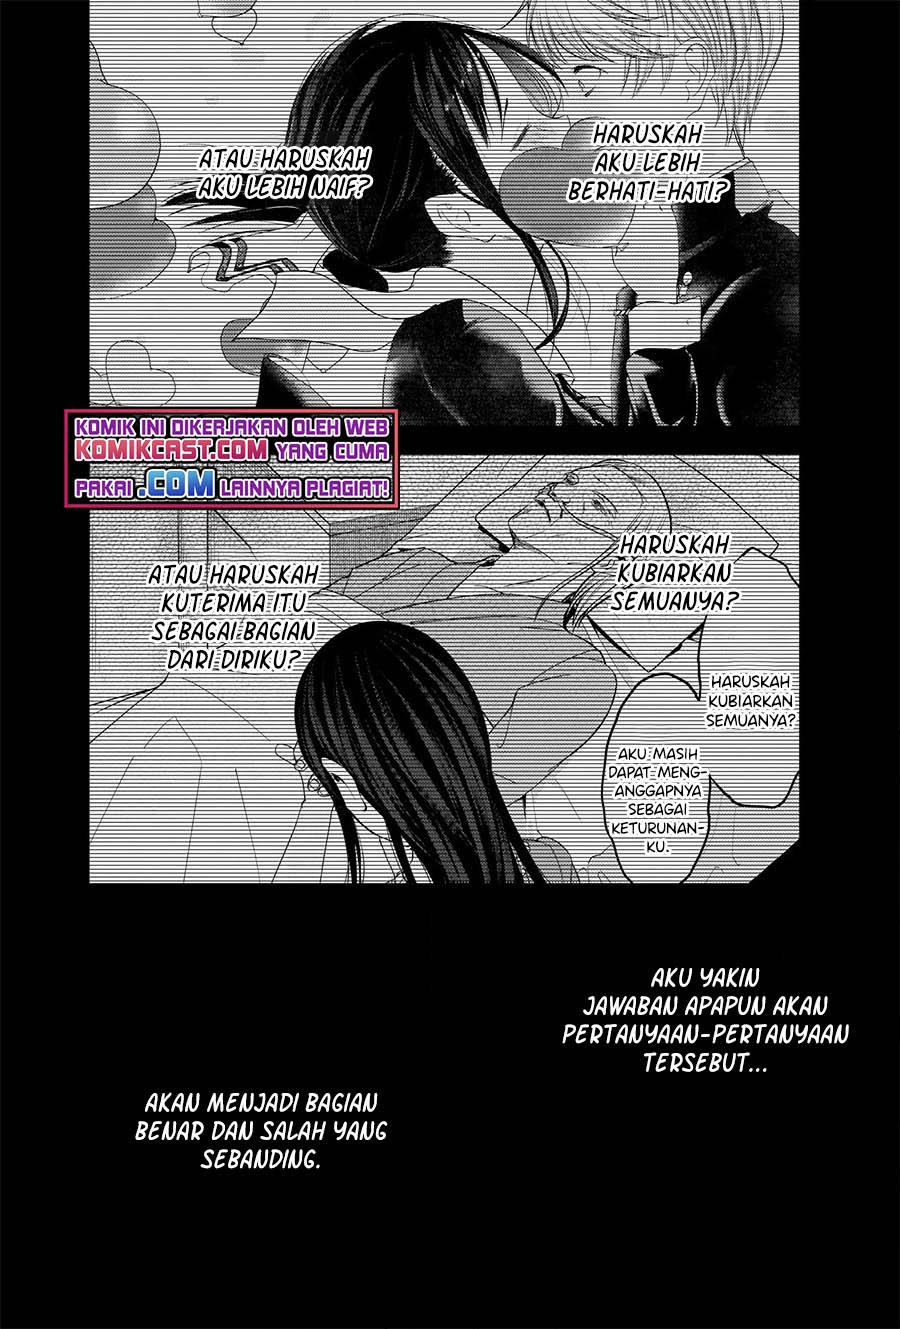 HARUSKAH
AKU LEBIH
BERHATI-HATI?
ATAU HARUSKAH
AKU LEBIH NAIF?
KOMIK INI DIKERJAKAN OLEH WEB
KOMIKCAST.COM YANG CUMA
PAKAI .COM LAINNYA PLAGIAT!
HARUSKAH
KUBIARKAN
SEMUANYA?
ATAU HARUSKAH
KUTERIMA ITU
SEBAGAI BAGIAN
DARI DIRIKU?
HARUSKAH
KUBIARKAN
SEMUANYA?
AKU MASIH
DAPAT MENG-
ANGGAPNYA
SEBAGAI
KETURUNAN-
KU.
AKU YAKIN
JAWABAN APAPUN AKAN
PERTANYAAN-PERTANYAAN
TERSEBUT...
AKAN MENJADI BAGIAN
BENAR DAN SALAH YANG
SEBANDING.